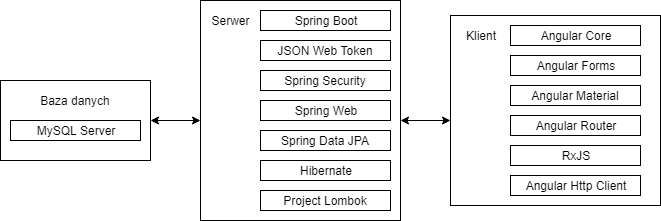 Baza danych
MySQL Server
Serwer
Spring Boot
JSON Web Token
Spring Security
Spring Web
Spring Data JPA
Hibernate
Project Lombok
Klient
Angular Core
Angular Forms
Angular Material
Angular Router
RxJS
Angular Http Client